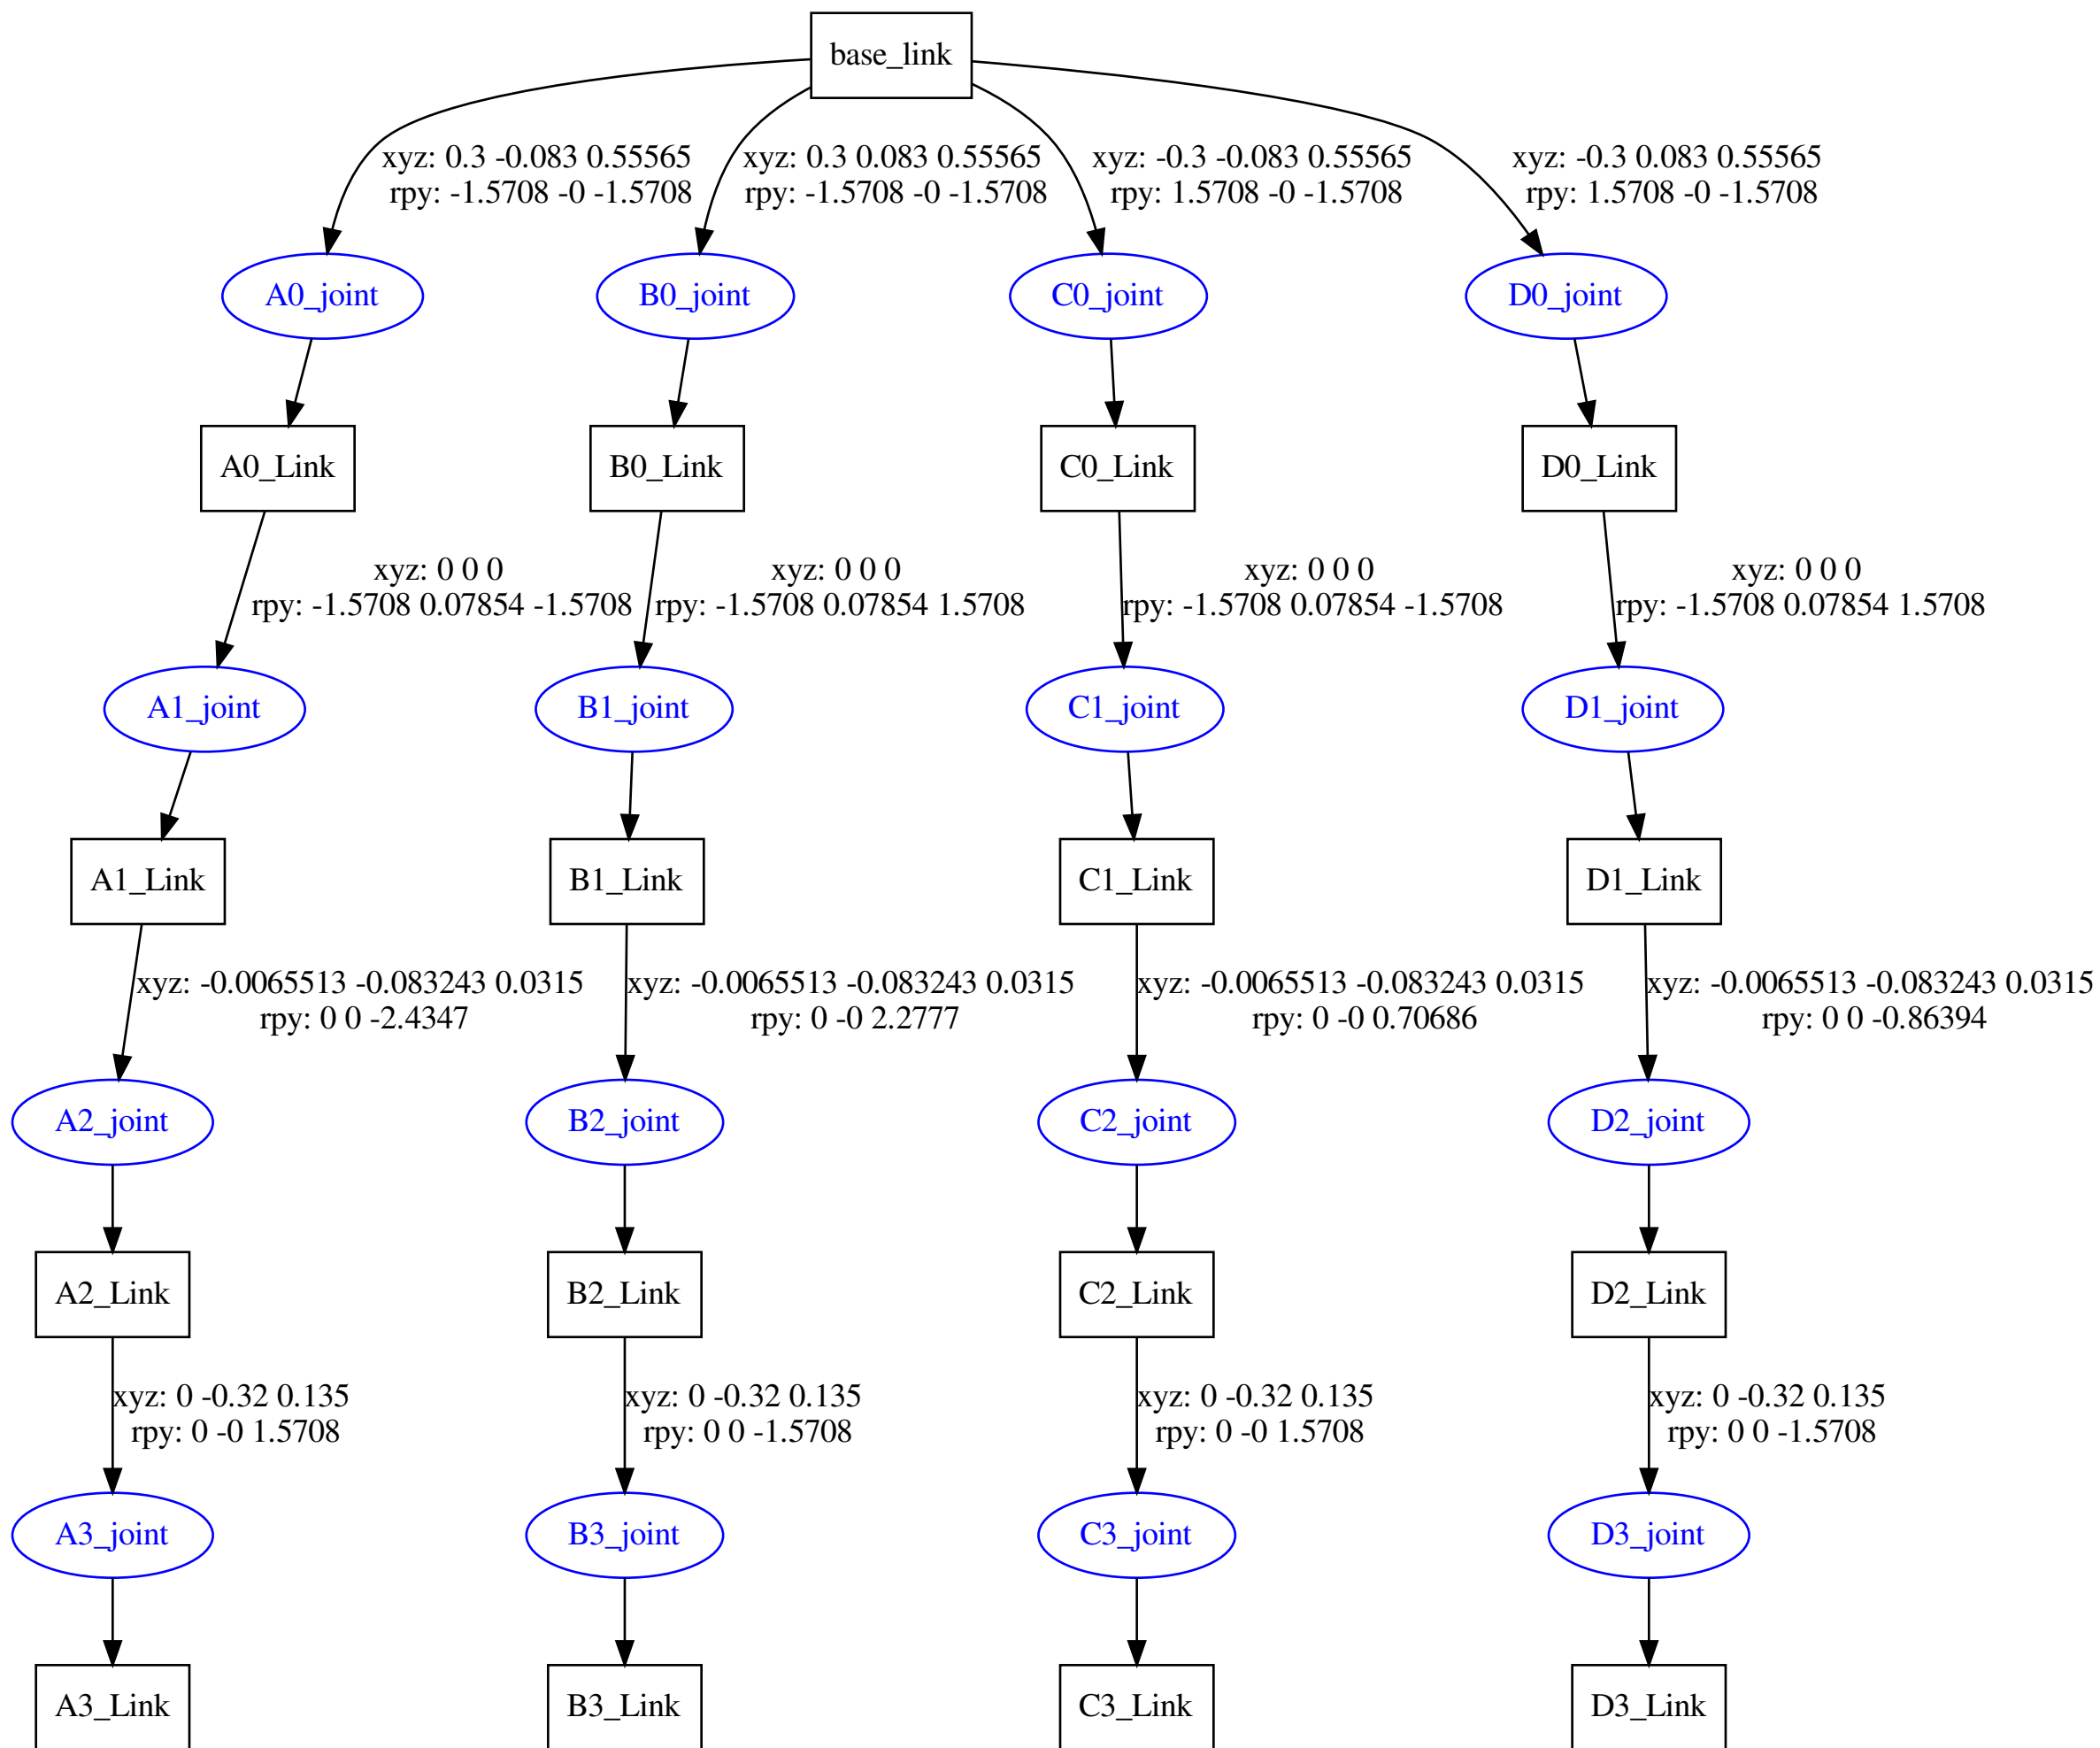 base_link
xyz: 0.3 -0.083 0.55565
rpy: -1.5708 -0 -1.5708
xyz: 0.3 0.083 0.55565
rpy: -1.5708 -0 -1.5708
xyz: -0.3 -0.083 0.55565
rpy: 1.5708 -0 -1.5708
xyz: -0.3 0.083 0.55565
rpy: 1.5708 -0 -1.5708
A0_joint
B0_joint
C0_joint
D0_joint
A0_Link
B0_Link
C0_Link
D0_Link
xyz: 0 0 0
rpy: -1.5708 0.07854 -1.5708
xyz: 0 0 0
rpy: -1.5708 0.07854 1.5708
xyz: 0 0 0
rpy: -1.5708 0.07854 -1.5708
xyz: 0 0 0
rpy: -1.5708 0.07854 1.5708
A1_joint
B1_joint
C1_joint
D1_joint
A1_Link
B1_Link
C1_Link
D1_Link
xyz: -0.0065513 -0.083243 0.0315
rpy: 0 0 -2.4347
xyz: -0.0065513 -0.083243 0.0315
rpy: 0 -0 2.2777
xyz: -0.0065513 -0.083243 0.0315
rpy: 0 -0 0.70686
xyz: -0.0065513 -0.083243 0.0315
rpy: 0 0 -0.86394
A2_joint
B2_joint
C2_joint
D2_joint
A2_Link
B2_Link
C2_Link
D2_Link
xyz: 0 -0.32 0.135
rpy: 0 -0 1.5708
xyz: 0 -0.32 0.135
rpy: 0 0 -1.5708
xyz: 0 -0.32 0.135
rpy: 0 -0 1.5708
xyz: 0 -0.32 0.135
rpy: 0 0 -1.5708
A3_joint
B3_joint
C3_joint
D3_joint
A3_Link
B3_Link
C3_Link
D3_Link